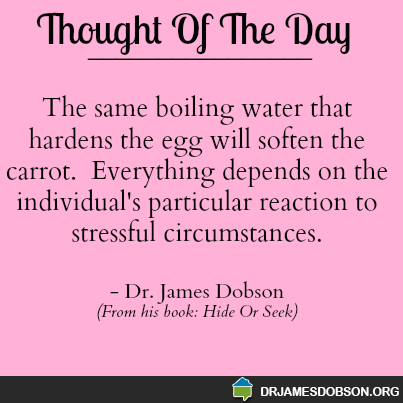 Thought Of The Day
The same boiling water that
hardens the egg will soften the
carrot.  Everything depends on the
individual's particular reaction to
stressful circumstances.
- Dr. James Dobson
(From his book: Hide Or Seek)
DRJAMESDOBSON.ORG